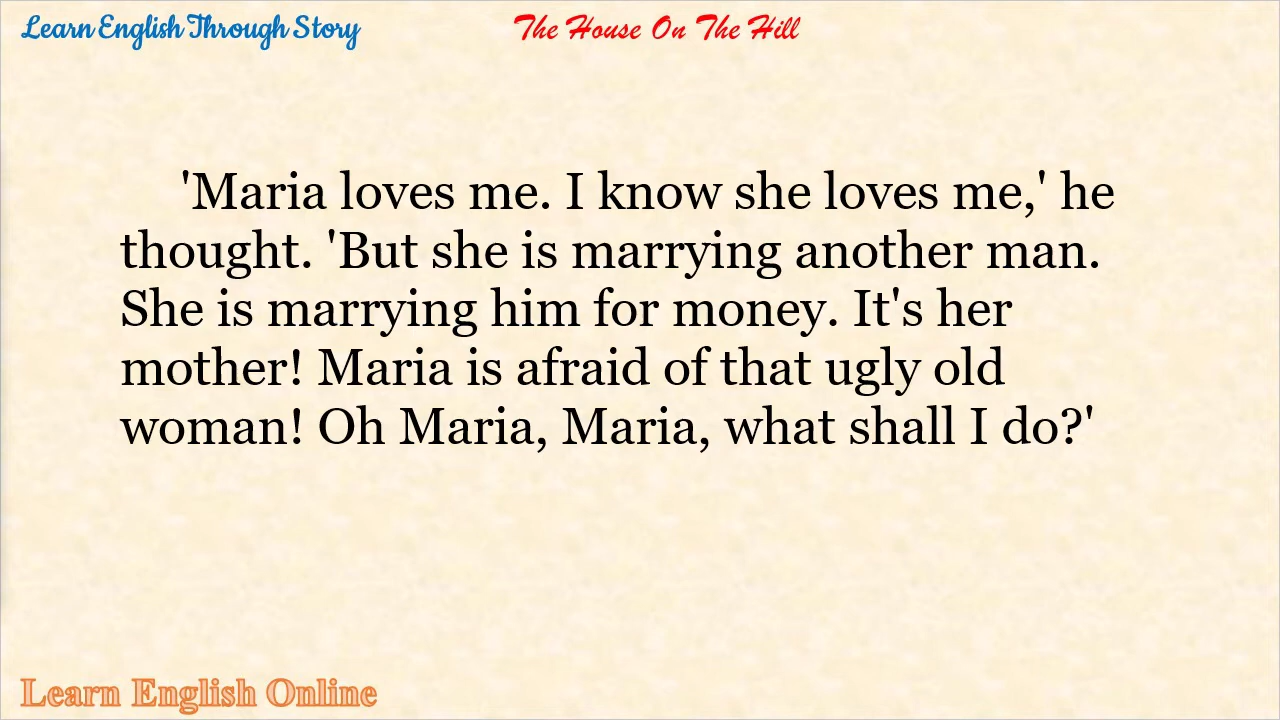 Learn English Through Story
The House On The Hill
'Maria loves me. I know she loves me,' he
thought. 'But she is marrying another man.
She is marrying him for money. It's her
mother! Maria is afraid of that ugly old
woman! Oh Maria, Maria, what shall I do?'
Learn English Online